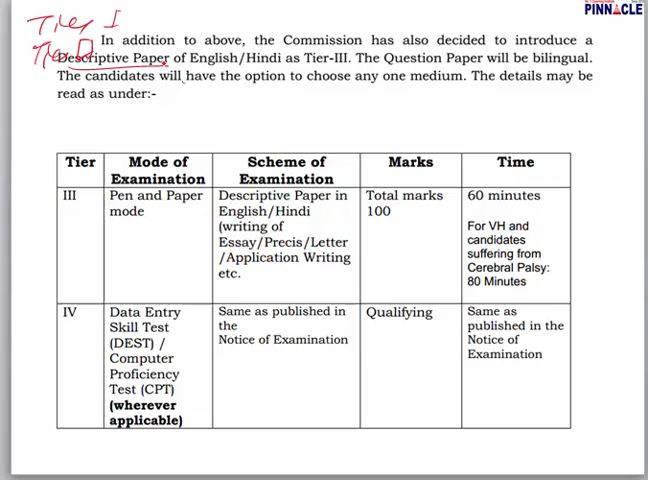 PINNACLE
Tier I
Tier II
In addition to above, the Commission has also decided to introduce a
Descriptive Paper of English/Hindi as Tier-III. The Question Paper will be bilingual.
The candidates will have the option to choose any one medium. The details may be
read as under:-
Tier Mode of Examination Scheme of Examination Marks Time
III
Pen and Paper
mode
Descriptive Paper in
English/Hindi
(writing of
Essay/Precis/Letter
/Application Writing
etc.
Total marks
100
60 minutes
For VH and
candidates
suffering from
Cerebral Palsy:
80 Minutes
IV
Data Entry
Skill Test
(DEST) /
Computer
Proficiency
Test (CPT)
(wherever
applicable)
Same as published in
the
Notice of Examination
Qualifying
Same as
published in the
Notice of
Examination